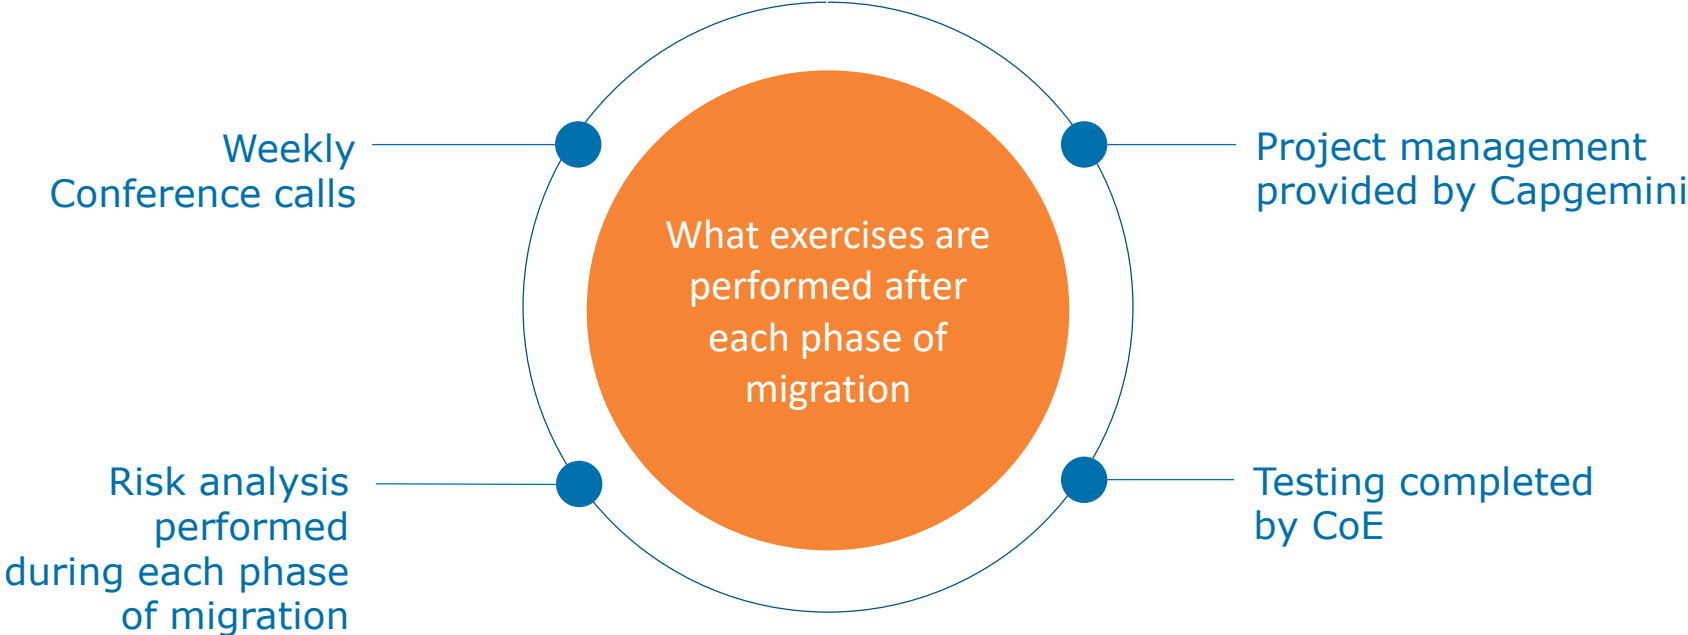 Weekly
Conference calls
Project management
provided by Capgemini
What exercises are
performed after
each phase of
migration
Risk analysis
performed
during each phase
of migration
Testing completed
by CoE